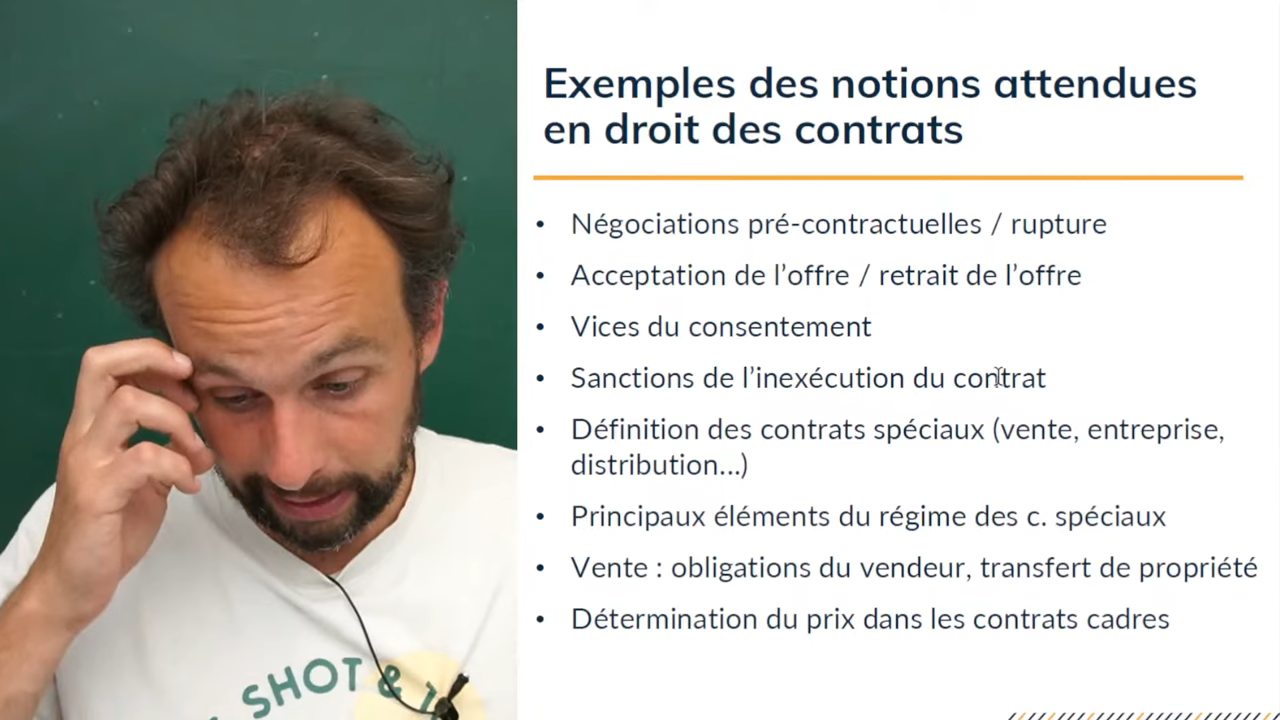 Exemples des notions attendues
en droit des contrats
• Négociations pré-contractuelles / rupture
• Acceptation de l’offre / retrait de l’offre
• Vices du consentement
• Sanctions de l’inexécution du contrat
• Définition des contrats spéciaux (vente, entreprise,
distribution...)
• Principaux éléments du régime des c. spéciaux
• Vente : obligations du vendeur, transfert de propriété
• Détermination du prix dans les contrats cadres
SHOT &